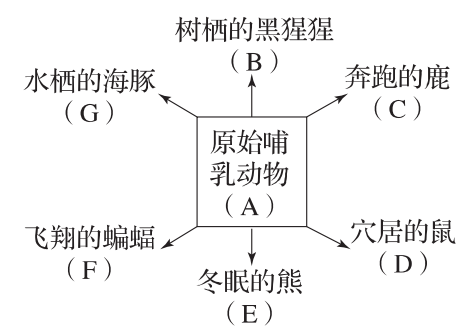 树栖的黑猩猩
（B）
水栖的海豚
（G）
奔跑的鹿
（C）
原始哺
乳动物
（A）
飞翔的蝙蝠
（F）
穴居的鼠
（D）
冬眠的熊
（E）